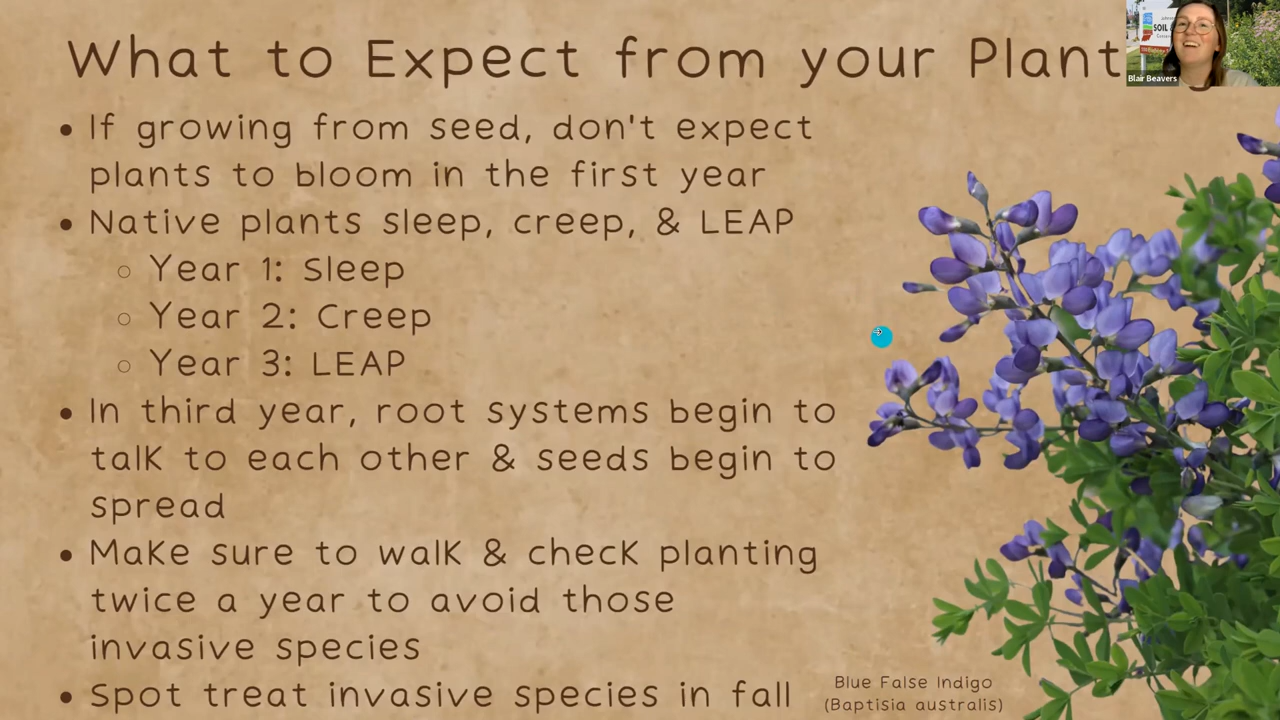 What to Expect from your Plant
SOIL &
Blair Beavers
• If growing from seed, don't expect
plants to bloom in the first year
• Native plants sleep, creep, & LEAP
○ Year 1: Sleep
○ Year 2: Creep
○ Year 3: LEAP
• In third year, root systems begin to
talk to each other & seeds begin to
spread
• Make sure to walk & check planting
twice a year to avoid those
invasive species
• Spot treat invasive species in fall
Blue False Indigo
(Baptisia australis)